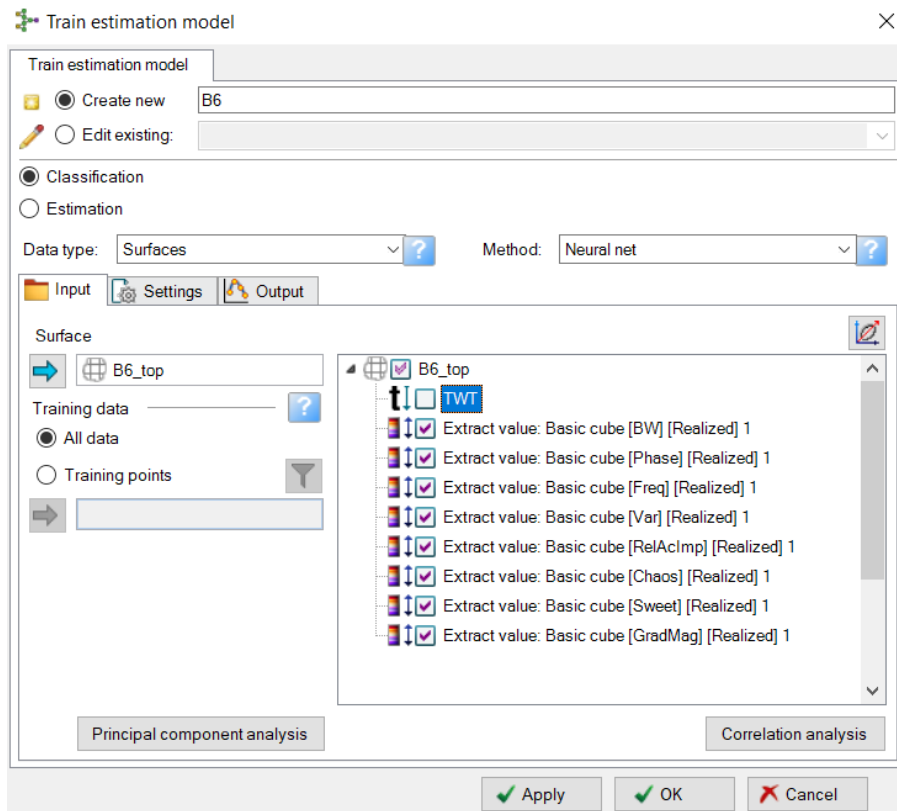 Train estimation model
Train estimation model
Create new B6
Edit existing:
Classification
Estimation
Data type: Surfaces ? Method: Neural net ?
Input Settings Output
Surface
B6_top
Training data ?
All data
Training points
B6_top
t TWT
Extract value: Basic cube [BW] [Realized] 1
Extract value: Basic cube [Phase] [Realized] 1
Extract value: Basic cube [Freq] [Realized] 1
Extract value: Basic cube [Var] [Realized] 1
Extract value: Basic cube [RelAcImp] [Realized] 1
Extract value: Basic cube [Chaos] [Realized] 1
Extract value: Basic cube [Sweet] [Realized] 1
Extract value: Basic cube [GradMag] [Realized] 1
Principal component analysis Correlation analysis
Apply OK Cancel